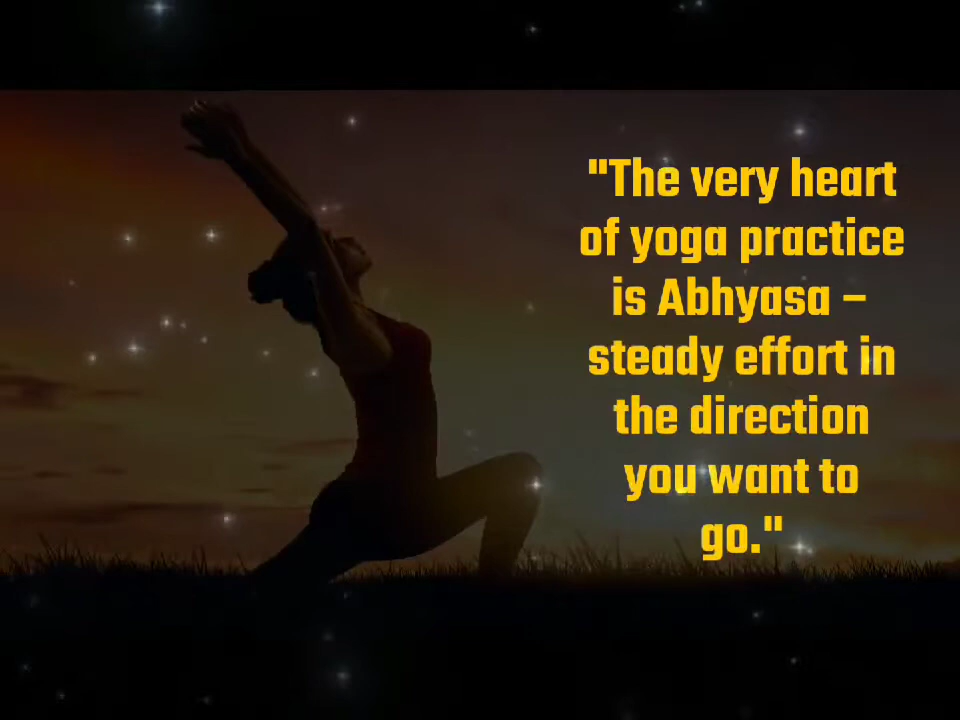 "The very heart
of yoga practice
is Abhyasa –
steady effort in
the direction
you want to
go."